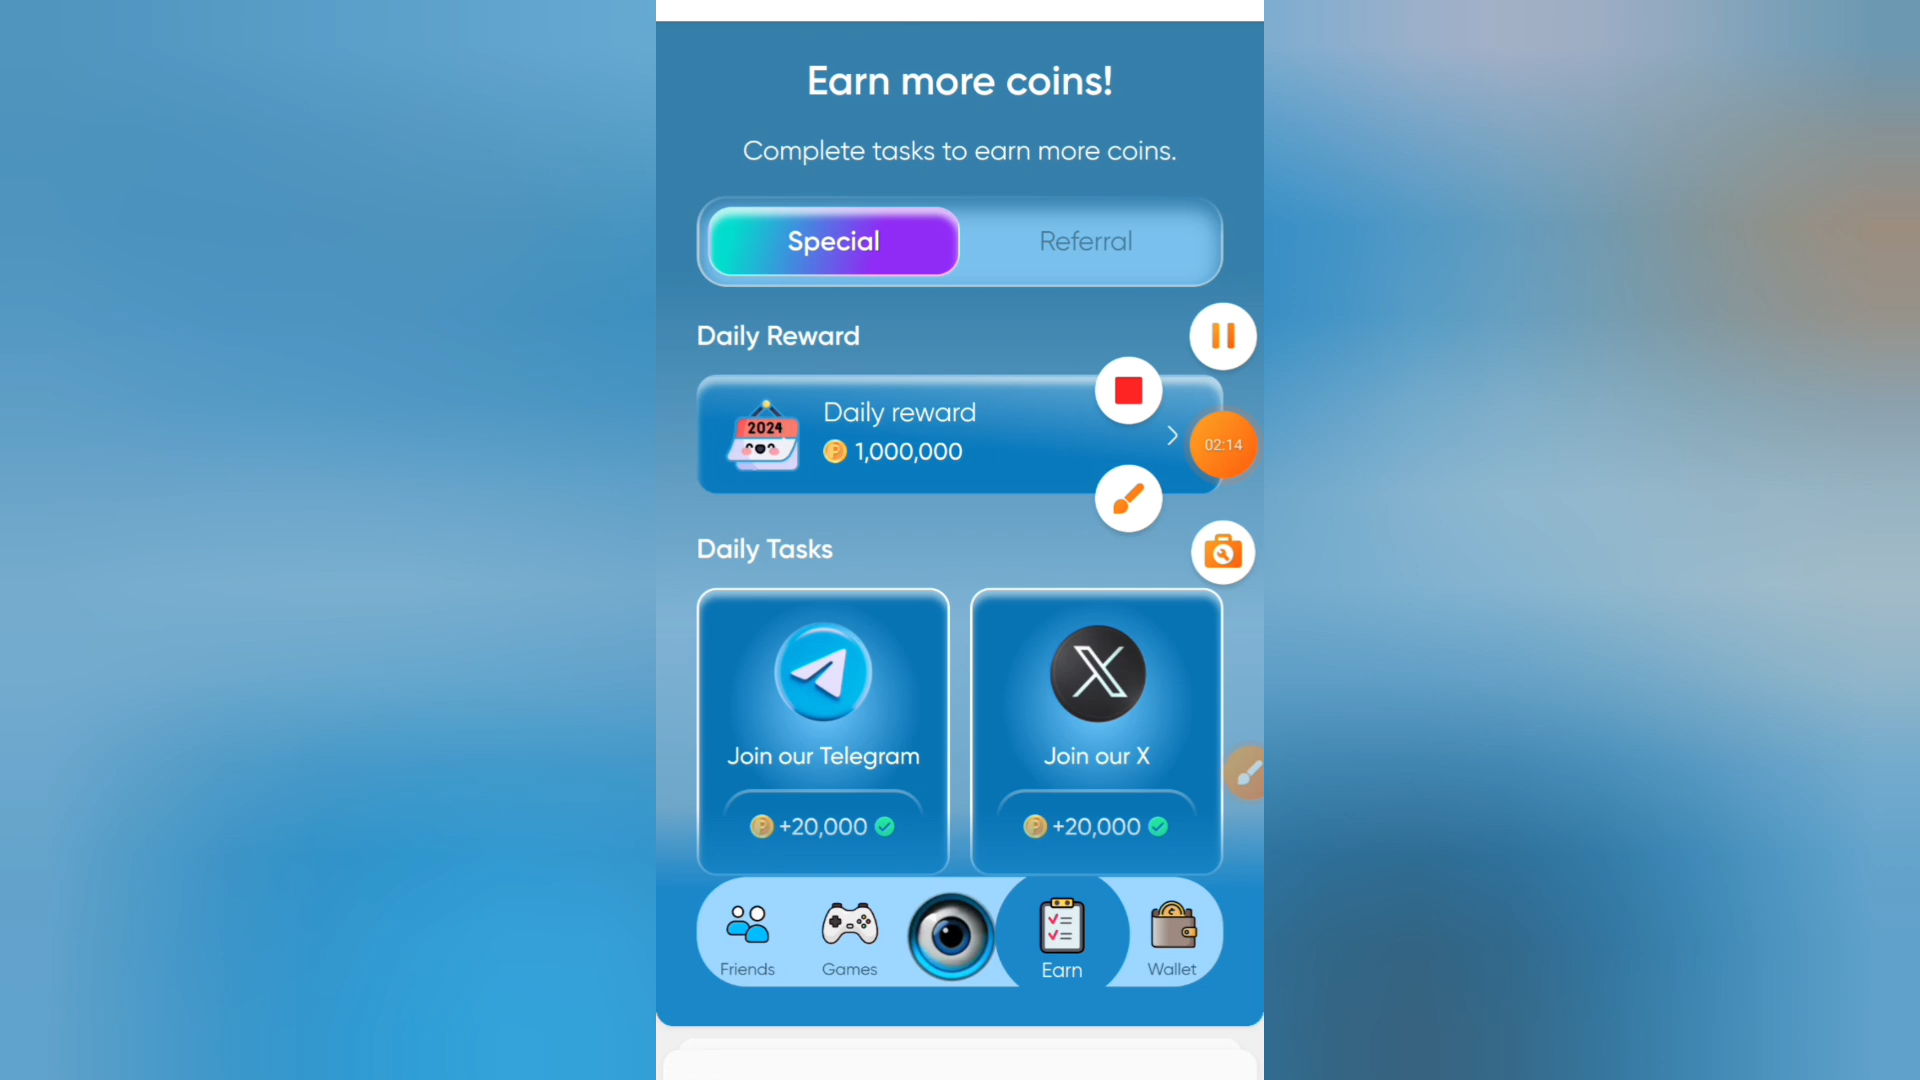 Earn more coins!
Complete tasks to earn more coins.
Special
Referral
Daily Reward
2024
Daily reward
1,000,000
02:14
Daily Tasks
Join our Telegram
+20,000
Join our X
+20,000
Friends
Games
Earn
Wallet